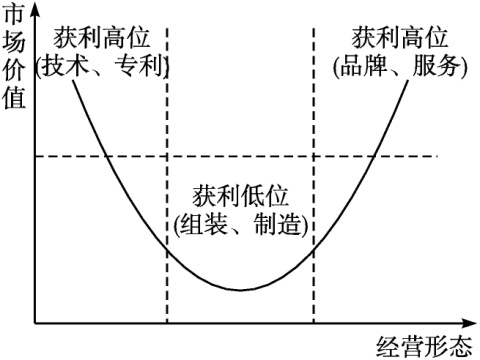 市场价值
获利高位
(技术、专利)
获利高位
(品牌、服务)
获利低位
(组装、制造)
经营形态